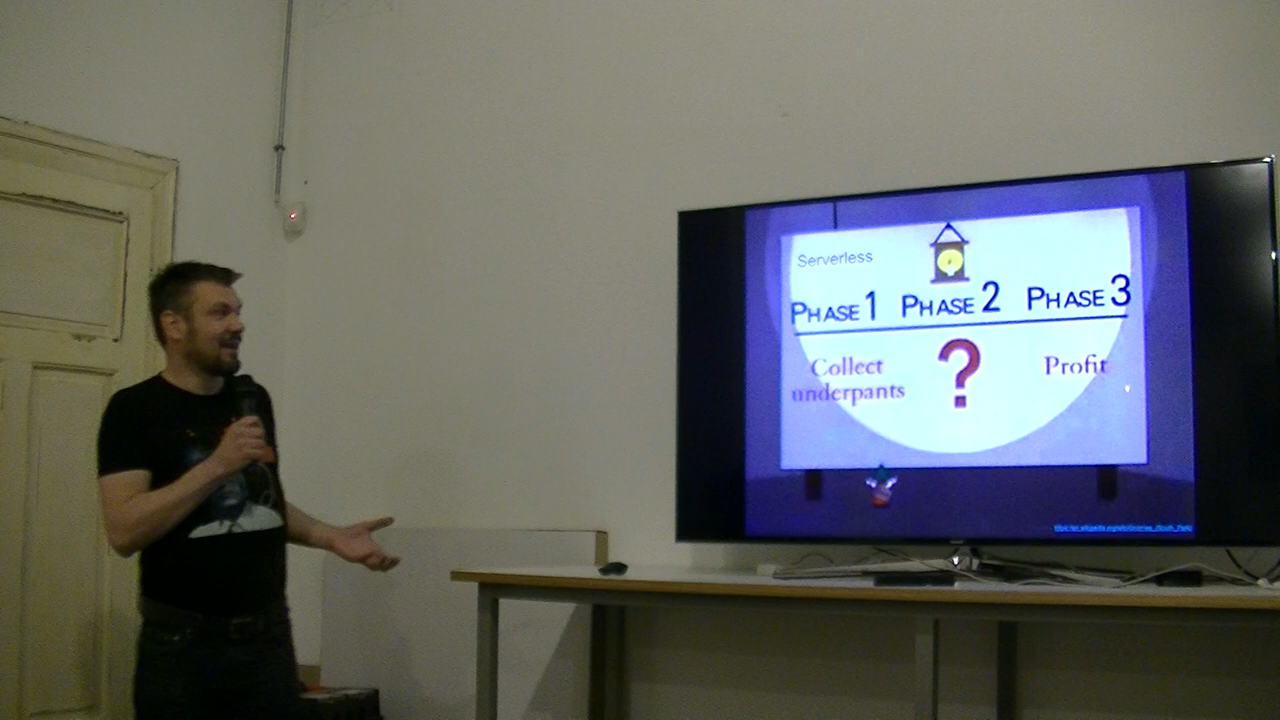 Serverless
PHASE 1 PHASE 2 PHASE 3
Collect
underpants
?
Profit